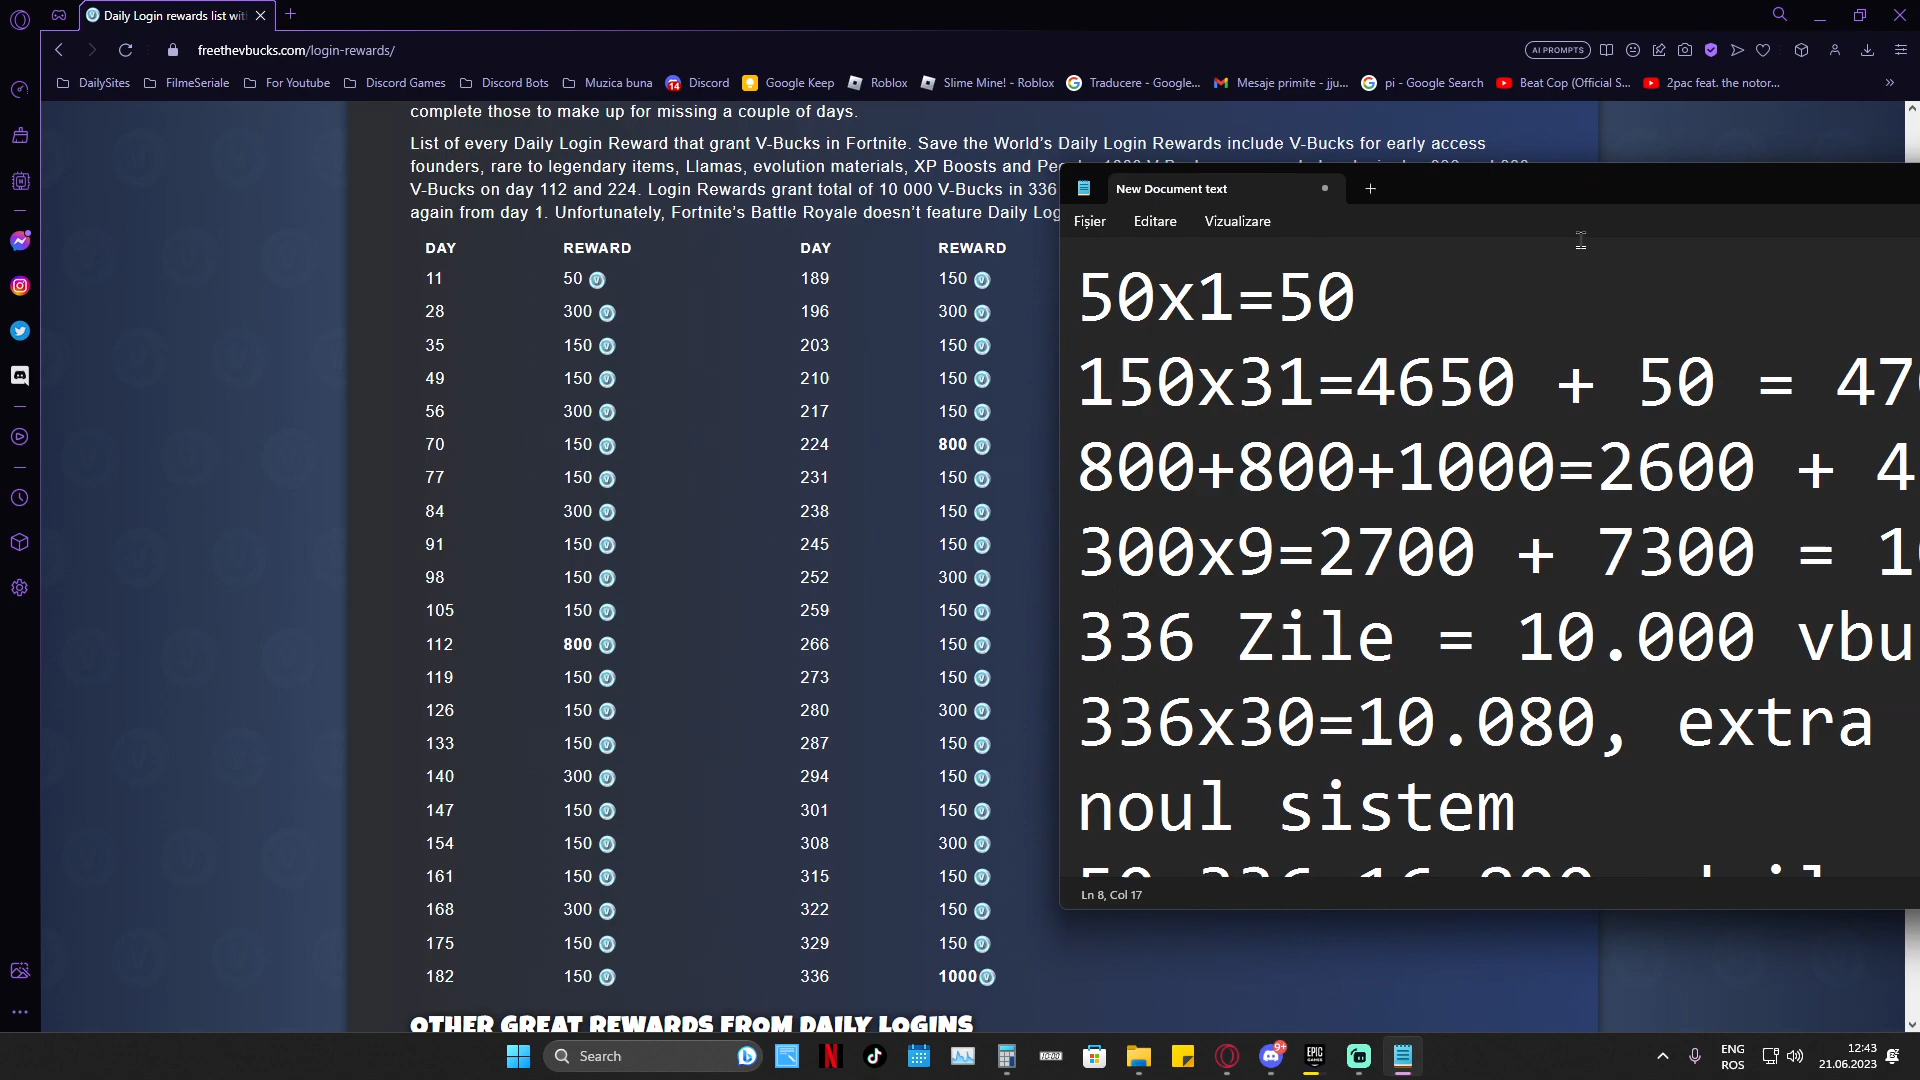 Daily Login rewards list wit
freethevbucks.com/login-rewards/
AI PROMPTS
DailySites FilmeSeriale For Youtube Discord Games Discord Bots Muzica buna Discord Google Keep Roblox Slime Mine! - Roblox Traducere - Google... Mesaje primite - jju... pi - Google Search Beat Cop (Official S... 2pac feat. the notor...
complete those to make up for missing a couple of days.
List of every Daily Login Reward that grant V-Bucks in Fortnite. Save the World's Daily Login Rewards include V-Bucks for early access
founders, rare to legendary items, Llamas, evolution materials, XP Boosts and
V-Bucks on day 112 and 224. Login Rewards grant total of 10 000 V-Bucks in 336
again from day 1. Unfortunately, Fortnite's Battle Royale doesn't feature Daily Log
DAY REWARD DAY REWARD
11 50 189 150
28 300 196 300
35 150 203 150
49 150 210 150
56 300 217 150
70 150 224 800
77 150 231 150
84 300 238 150
91 150 245 150
98 150 252 300
105 150 259 150
112 800 266 150
119 150 273 150
126 150 280 300
133 150 287 150
140 300 294 150
147 150 301 150
154 150 308 300
161 150 315 150
168 300 322 150
175 150 329 150
182 150 336 1000
OTHER GREAT REWARDS FROM DAILY LOGINS
New Document text
Fișier Editare Vizualizare
50x1=50
150x31=4650 + 50 = 47
800+800+1000=2600 + 4
300x9=2700 + 7300 = 1
336 Zile = 10.000 vbu
336x30=10.080, extra
noul sistem
Ln 8, Col 17
Search
9+
EPIC GAMES
ENG
ROS
12:43
21.06.2023